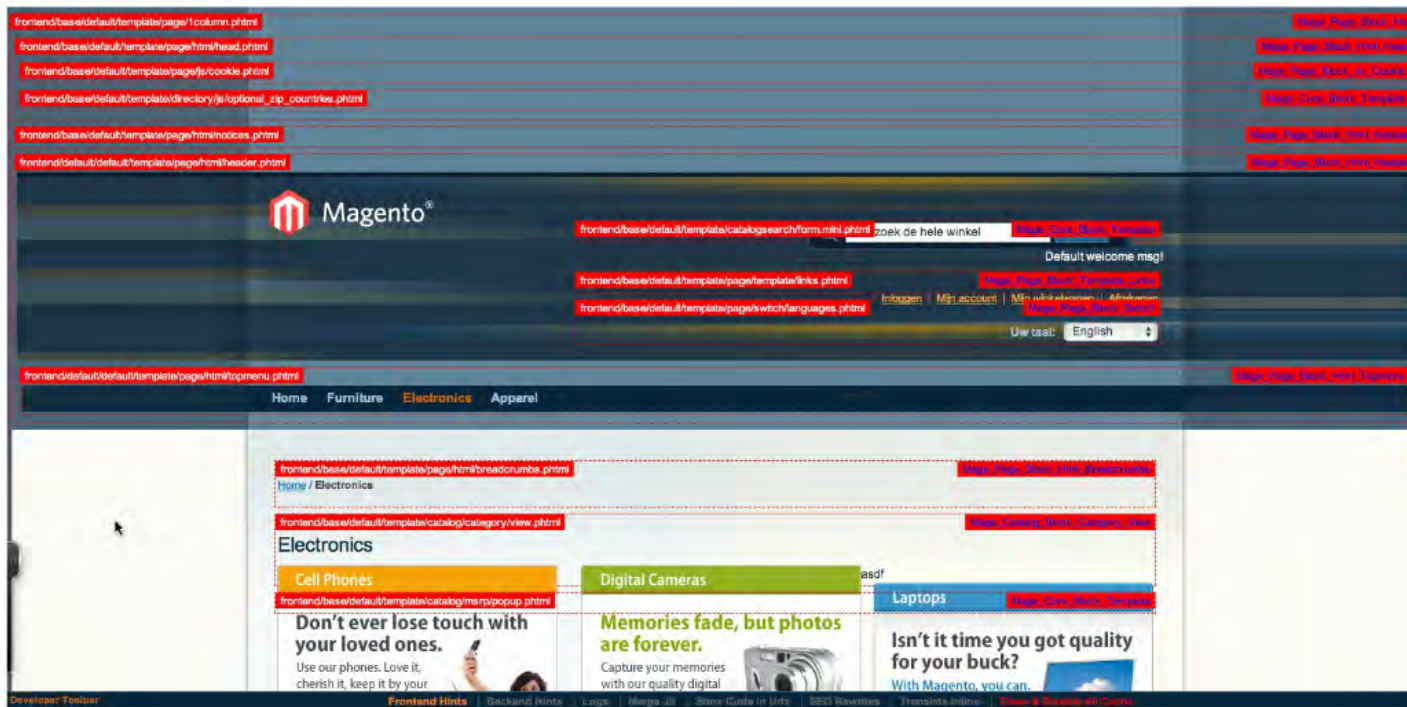 frontend/base/default/template/page/1column.phtml
frontend/base/default/template/page/html/head.phtml
frontend/base/default/template/page/js/cookie.phtml
frontend/base/default/template/directory/js/optional_zip_countries.phtml
Mage_Core_Block_Template
frontend/base/default/template/page/html/notices.phtml
frontend/default/default/template/page/html/header.phtml
Magento®
frontend/base/default/template/catalogsearch/form.mini.phtml
zoek de hele winkel
Mage_Core_Block_Template
Default welcome msg!
frontend/base/default/template/page/template/links.phtml
Mage_Page_Block_Template_Links
Inloggen | Mijn account | Mijn winkelwagen | Afrekenen
frontend/base/default/template/page/switch/languages.phtml
Mage_Page_Block_Switch
Uw taal: English
frontend/default/default/template/page/html/topmenu.phtml
Home Furniture Electronics Apparel
frontend/base/default/template/page/html/breadcrumbs.phtml
Mage_Page_Block_Html_Breadcrumbs
Home / Electronics
frontend/base/default/template/catalog/category/view.phtml
Mage_Catalog_Block_Category_View
Electronics
Cell Phones
Digital Cameras
asdf
Laptops
frontend/base/default/template/catalog/msrp/popup.phtml
Mage_Core_Block_Template
Don't ever lose touch with
your loved ones.
Use our phones. Love it,
cherish it, keep it by your
Memories fade, but photos
are forever.
Capture your memories
with our quality digital
Isn't it time you got quality
for your buck?
With Magento, you can.
Developer Toolbar
Frontend Hints | Backend Hints | Logs | Merge JS | Store Code in Urls | SEO Rewrites | Translate Inline